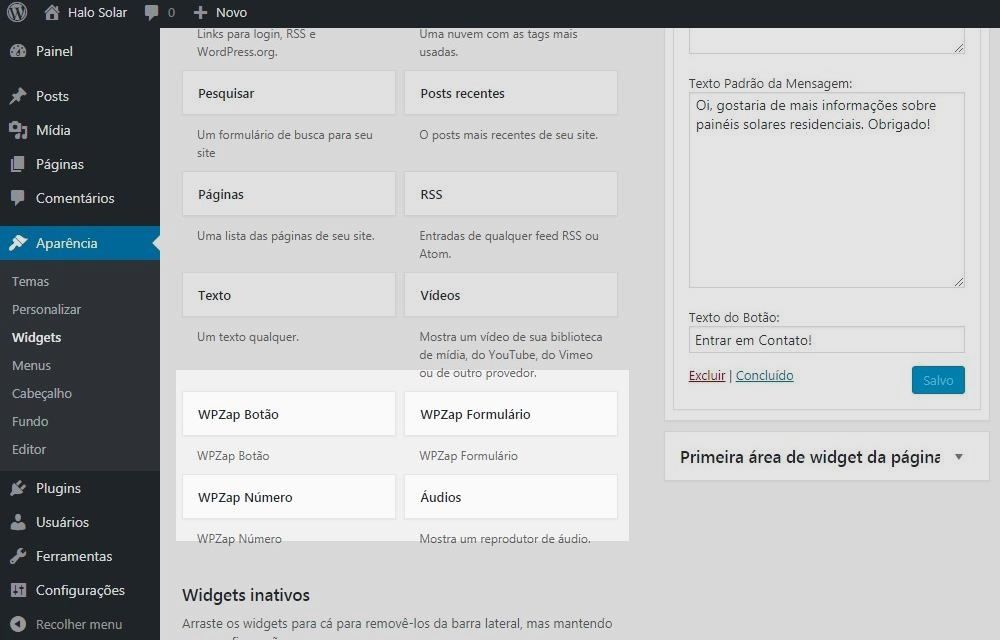 Halo Solar 0 Novo
Painel
Posts
Mídia
Páginas
Comentários
Aparência
Temas
Personalizar
Widgets
Menus
Cabeçalho
Fundo
Editor
Plugins
Usuários
Ferramentas
Configurações
Recolher menu
Links para login, RSS e
WordPress.org.
Uma nuvem com as tags mais
usadas.
Pesquisar
Um formulário de busca para seu
site
Posts recentes
O posts mais recentes de seu site.
Páginas
Uma lista das páginas de seu site.
RSS
Entradas de qualquer feed RSS ou
Atom.
Texto
Um texto qualquer.
Vídeos
Mostra um vídeo de sua biblioteca
de mídia, do YouTube, do Vimeo
ou de outro provedor.
WPZap Botão
WPZap Botão
WPZap Formulário
WPZap Formulário
WPZap Número
WPZap Número
Áudios
Mostra um reprodutor de áudio.
Widgets inativos
Arraste os widgets para cá para removê-los da barra lateral, mas mantendo
Texto Padrão da Mensagem:
Oi, gostaria de mais informações sobre
painéis solares residenciais. Obrigado!
Texto do Botão:
Entrar em Contato!
Excluir | Concluído
Salvo
Primeira área de widget da página